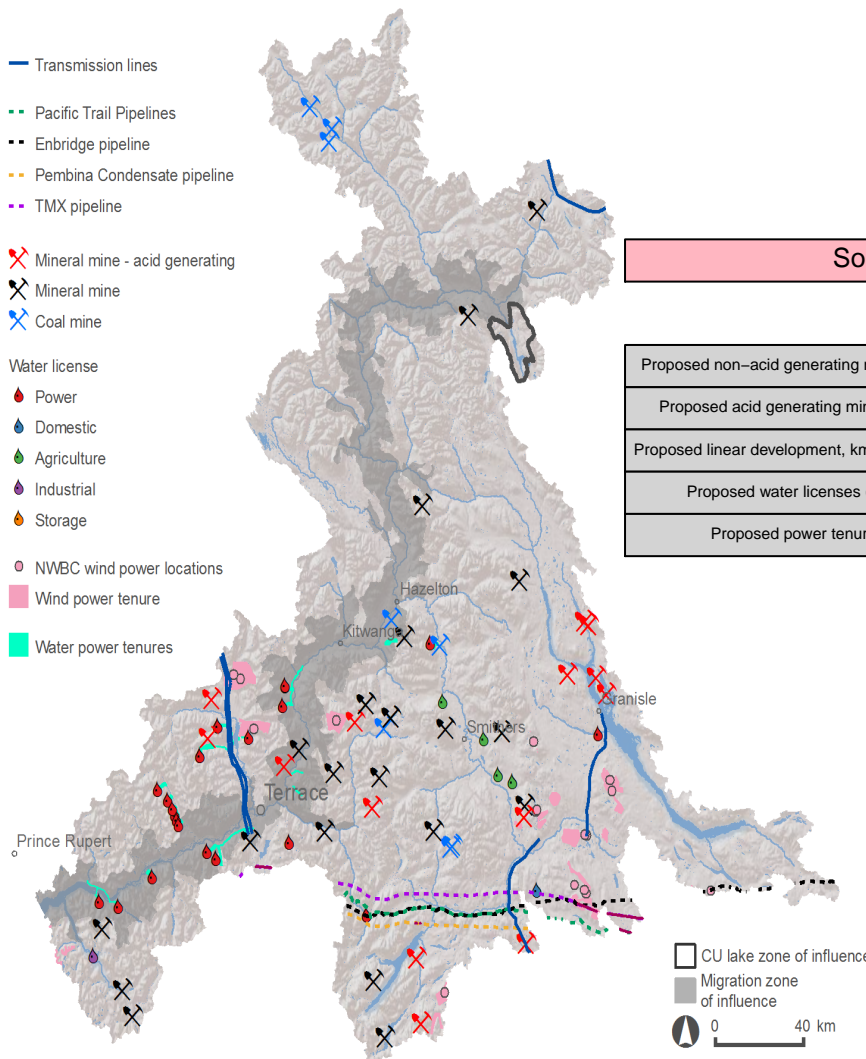 Transmission lines
Pacific Trail Pipelines
Enbridge pipeline
Pembina Condensate pipeline
TMX pipeline
Mineral mine - acid generating
Mineral mine
Coal mine
Water license
Power
Domestic
Agriculture
Industrial
Storage
NWBC wind power locations
Wind power tenure
Water power tenures
So
Proposed non−acid generating
Proposed acid generating min
Proposed linear development, km
Proposed water licenses
Proposed power tenur
Hazelton
Kitwanga
Granisle
Smithers
Terrace
Prince Rupert
CU lake zone of influence
Migration zone
of influence
0 40 km